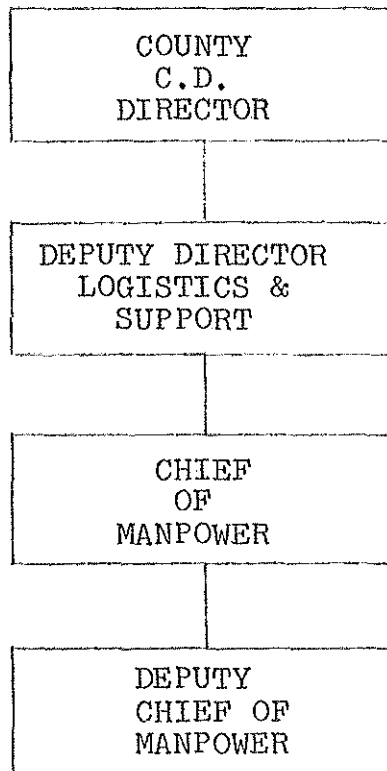 COUNTY
C.D.
DIRECTOR
DEPUTY DIRECTOR
LOGISTICS &
SUPPORT
CHIEF
OF
MANPOWER
DEPUTY
CHIEF OF
MANPOWER